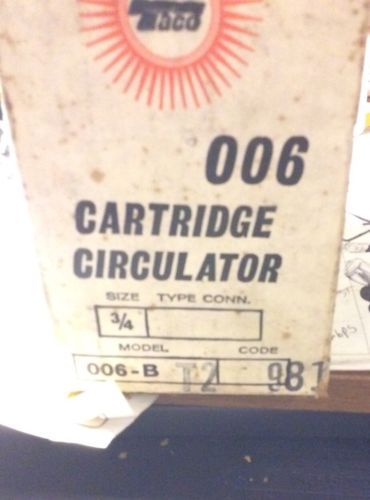 Taco
006
CARTRIDGE
CIRCULATOR
SIZE TYPE CONN.
3/4
MODEL CODE
006-B T2 981